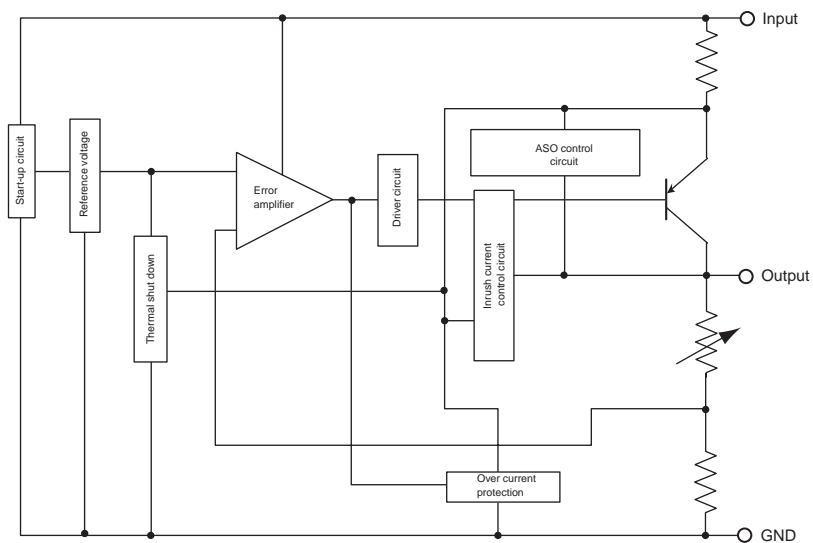 Input
Start-up circuit
Reference voltage
ASO control
circuit
Error
amplifier
Driver circuit
Thermal shut down
Inrush current
control circuit
Output
Over current
protection
GND